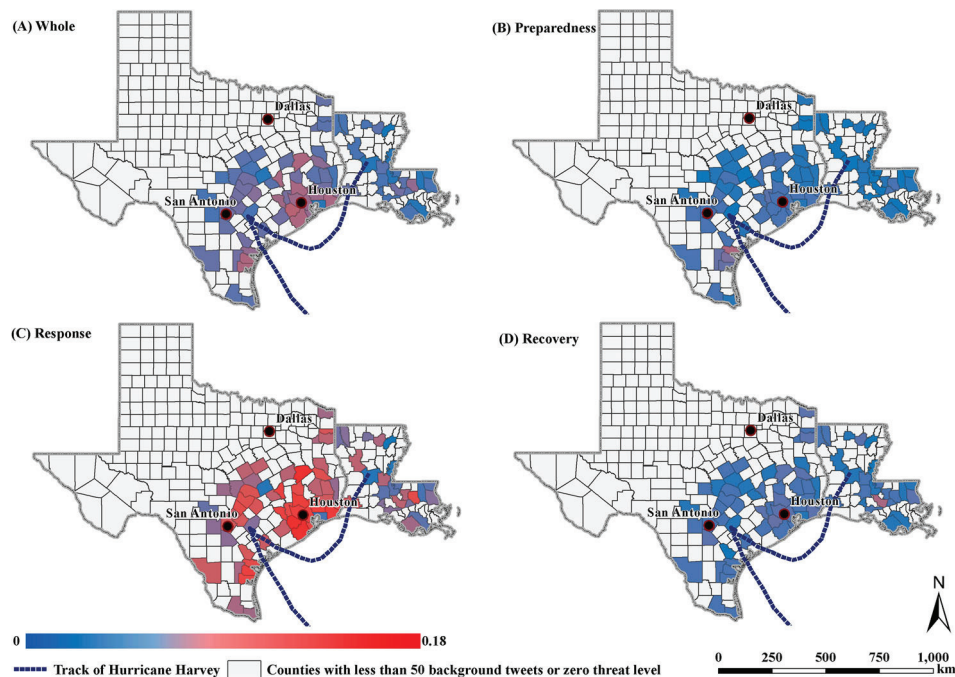 (A) Whole
Dallas
San Antonio
Houston
(B) Preparedness
Dallas
San Antonio
Houston
(C) Response
Dallas
San Antonio
Houston
(D) Recovery
Dallas
San Antonio
Houston
N
0 0.18
Track of Hurricane Harvey Counties with less than 50 background tweets or zero threat level
0 250 500 750 1,000
km